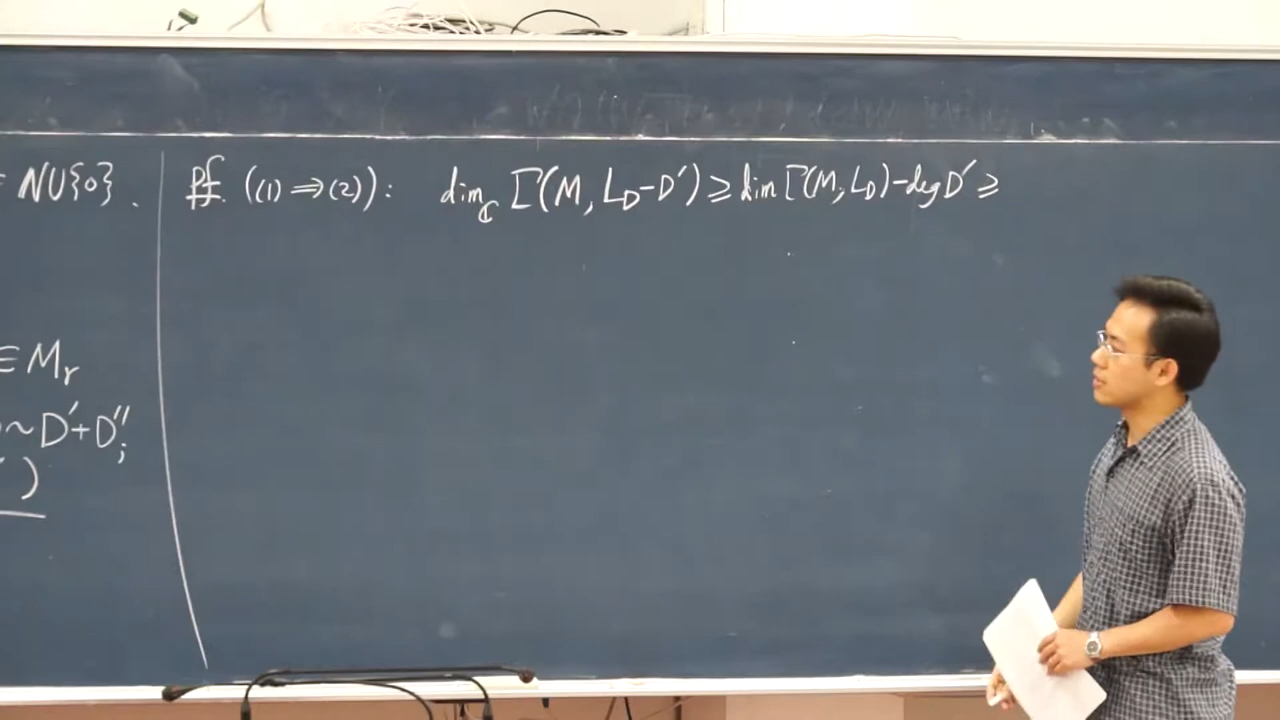 ∈ ℕ∪{0}.
∈ M_r
~D′+D″;
)
pf. ((1)⇒(2)): dim_ℂ Γ(M, L_D-D′) ≥ dim Γ(M, L_D)-deg D′ ≥